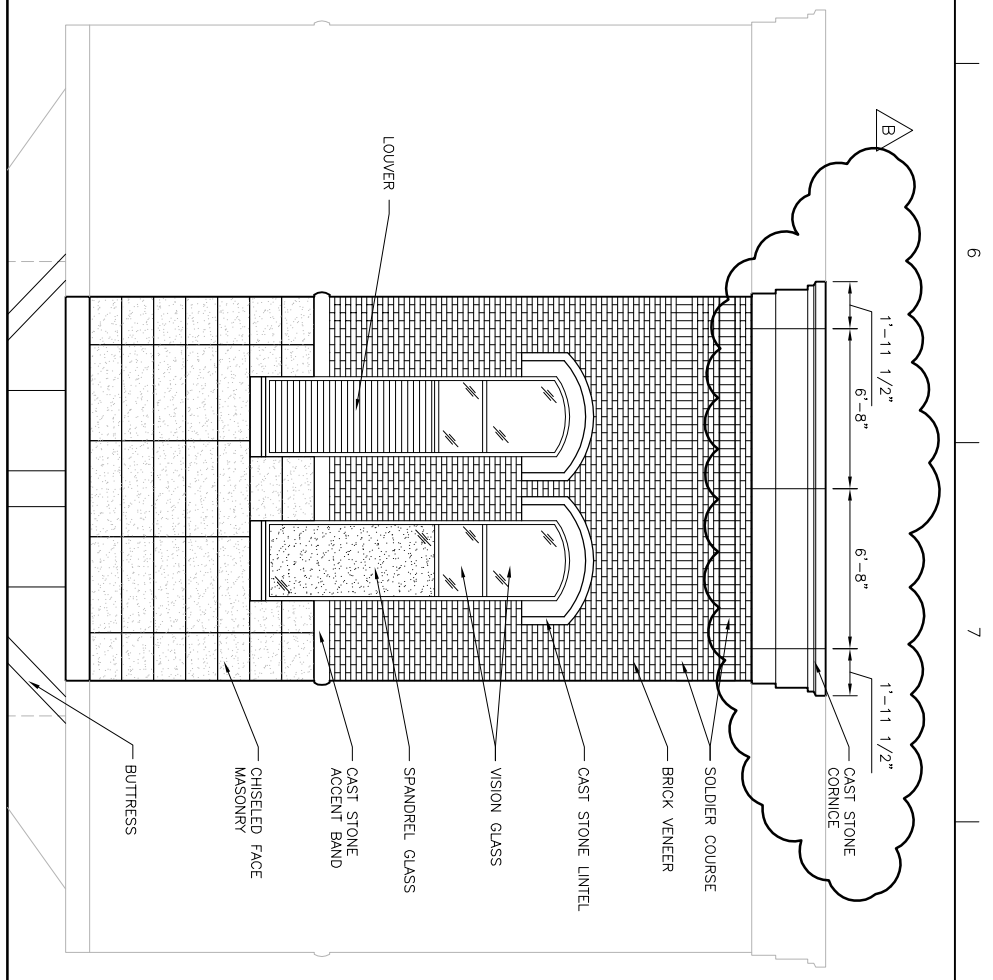 6
7
B
1'-11 1/2"
6'-8"
6'-8"
1'-11 1/2"
CAST STONE
CORNICE
SOLDIER COURSE
BRICK VENEER
CAST STONE LINTEL
VISION GLASS
SPANDREL GLASS
CAST STONE
ACCENT BAND
CHISELED FACE
MASONRY
BUTTRESS
LOUVER